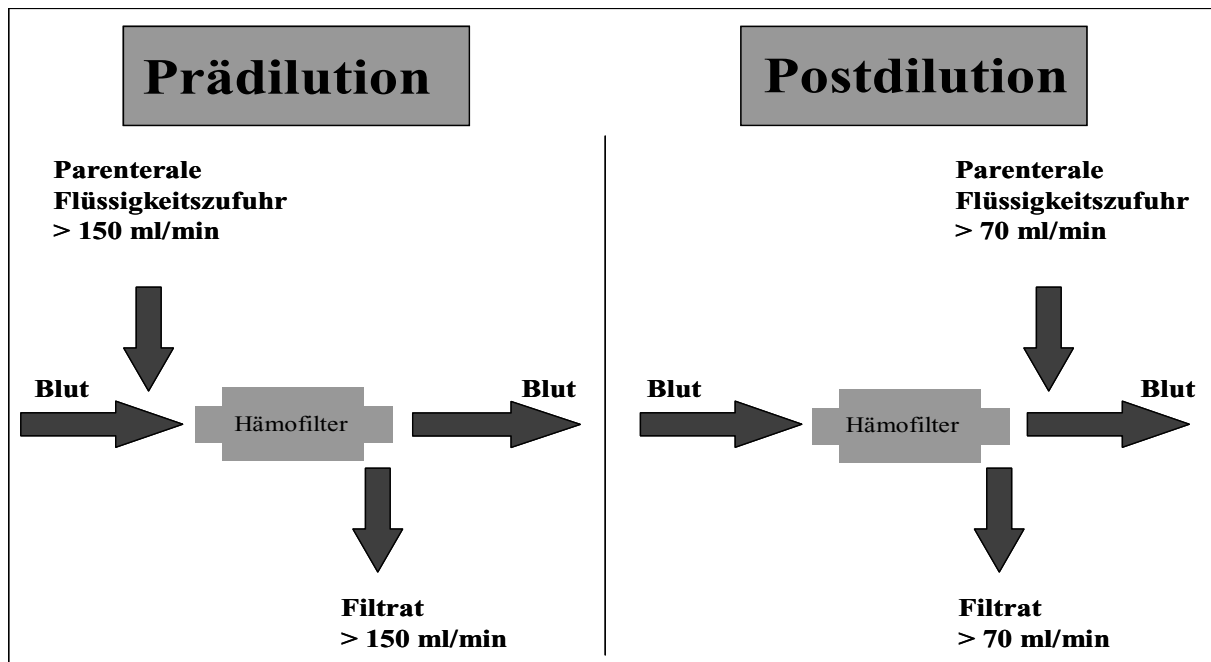 Prädilution
Parenterale
Flüssigkeitszufuhr
> 150 ml/min
Blut
Blut
Hämofilter
Filtrat
> 150 ml/min
Postdilution
Parenterale
Flüssigkeitszufuhr
> 70 ml/min
Blut
Blut
Hämofilter
Filtrat
> 70 ml/min